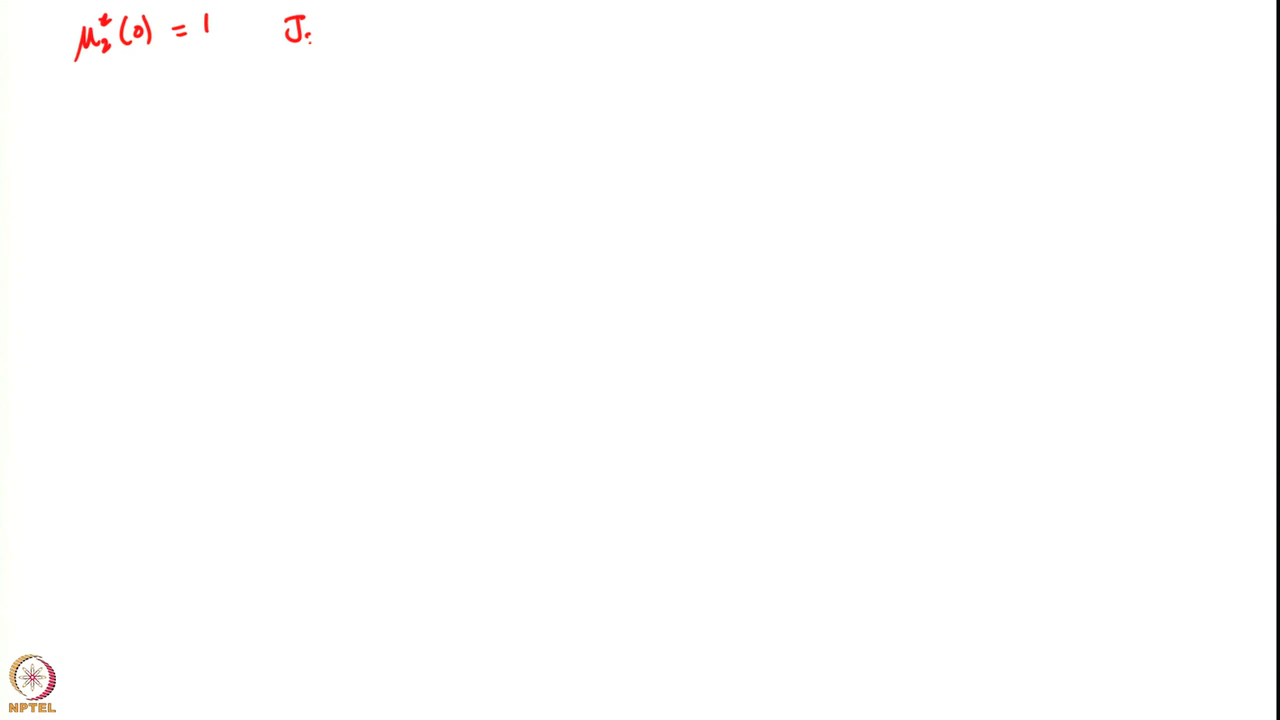 μ₂*(0) = 1 J
NPTEL